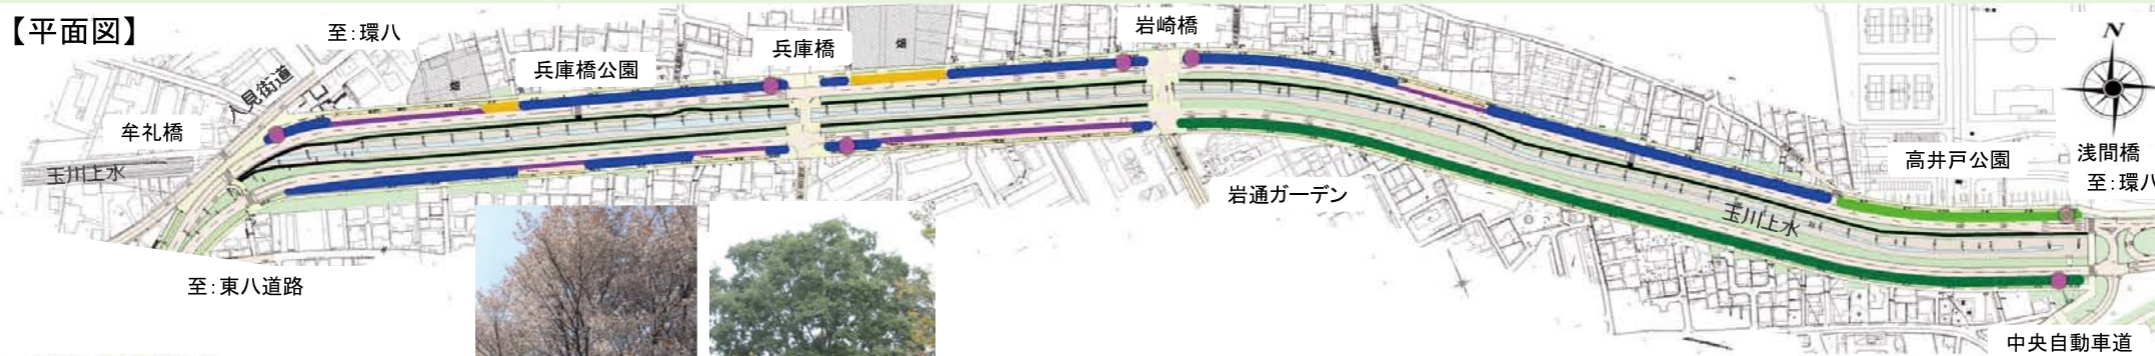 【平面図】
至:環八
兵庫橋公園
兵庫橋
畑
岩崎橋
N
畑
人見街道
牟礼橋
玉川上水
高井戸公園
浅間橋
至:環八
岩通ガーデン
玉川上水
至:東八道路
中央自動車道